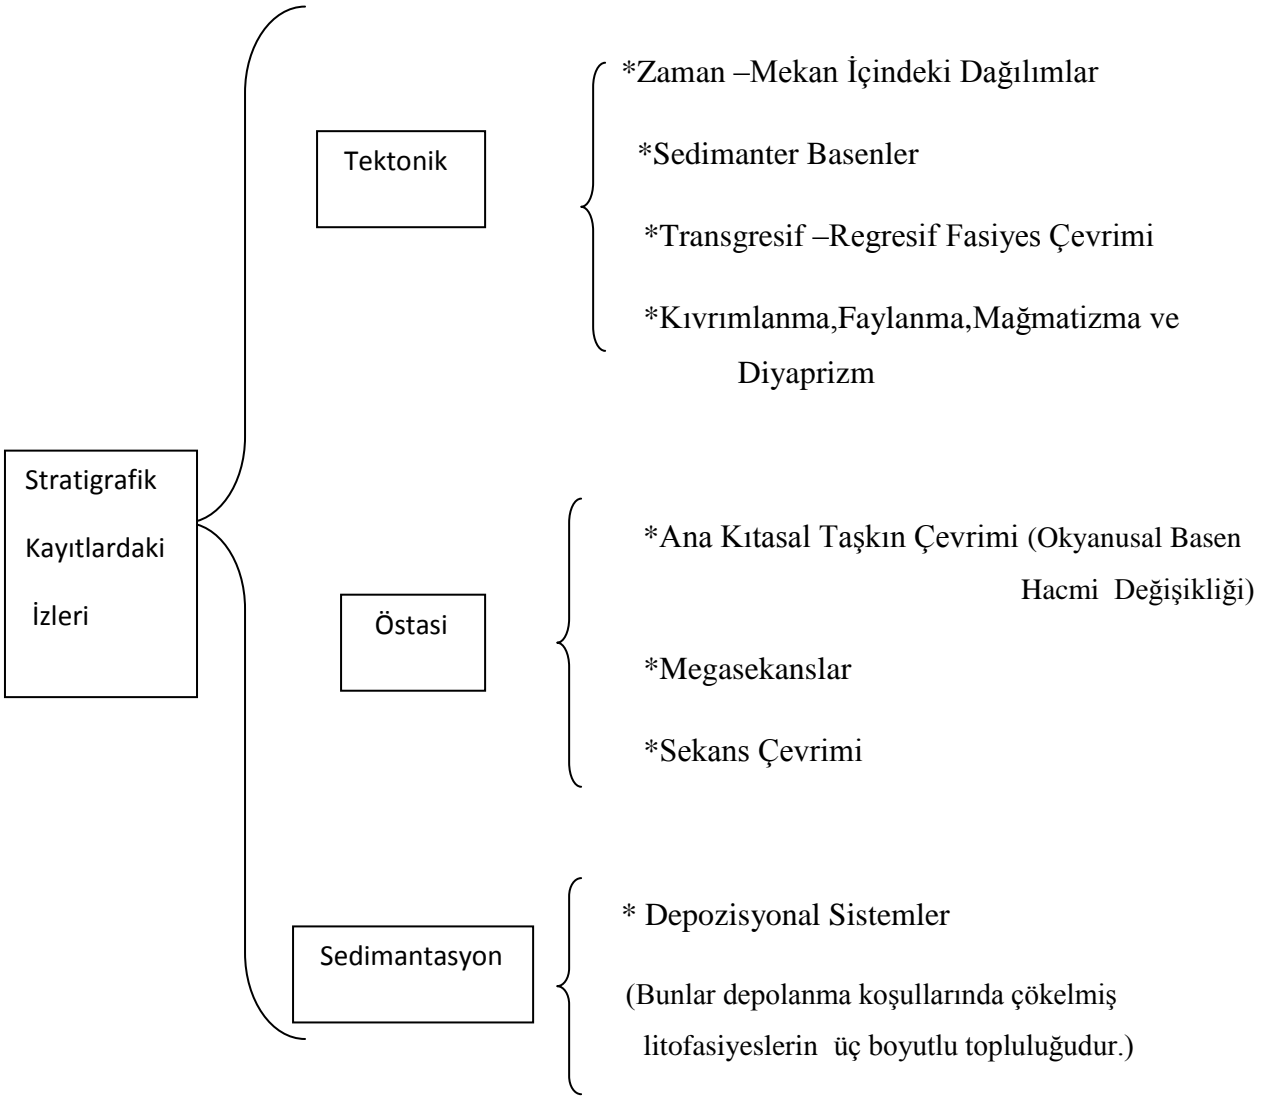 *Zaman –Mekan İçindeki Dağılımlar
Tektonik
*Sedimanter Basenler
*Transgresif –Regresif Fasiyes Çevrimi
*Kıvrımlanma,Faylanma,Mağmatizma ve
Diyaprizm
Stratigrafik
Kayıtlardaki
İzleri
*Ana Kıtasal Taşkın Çevrimi (Okyanusal Basen
Hacmi Değişikliği)
Östasi
*Megasekanslar
*Sekans Çevrimi
* Depozisyonal Sistemler
Sedimantasyon
(Bunlar depolanma koşullarında çökelmiş
litofasiyeslerin üç boyutlu topluluğudur.)